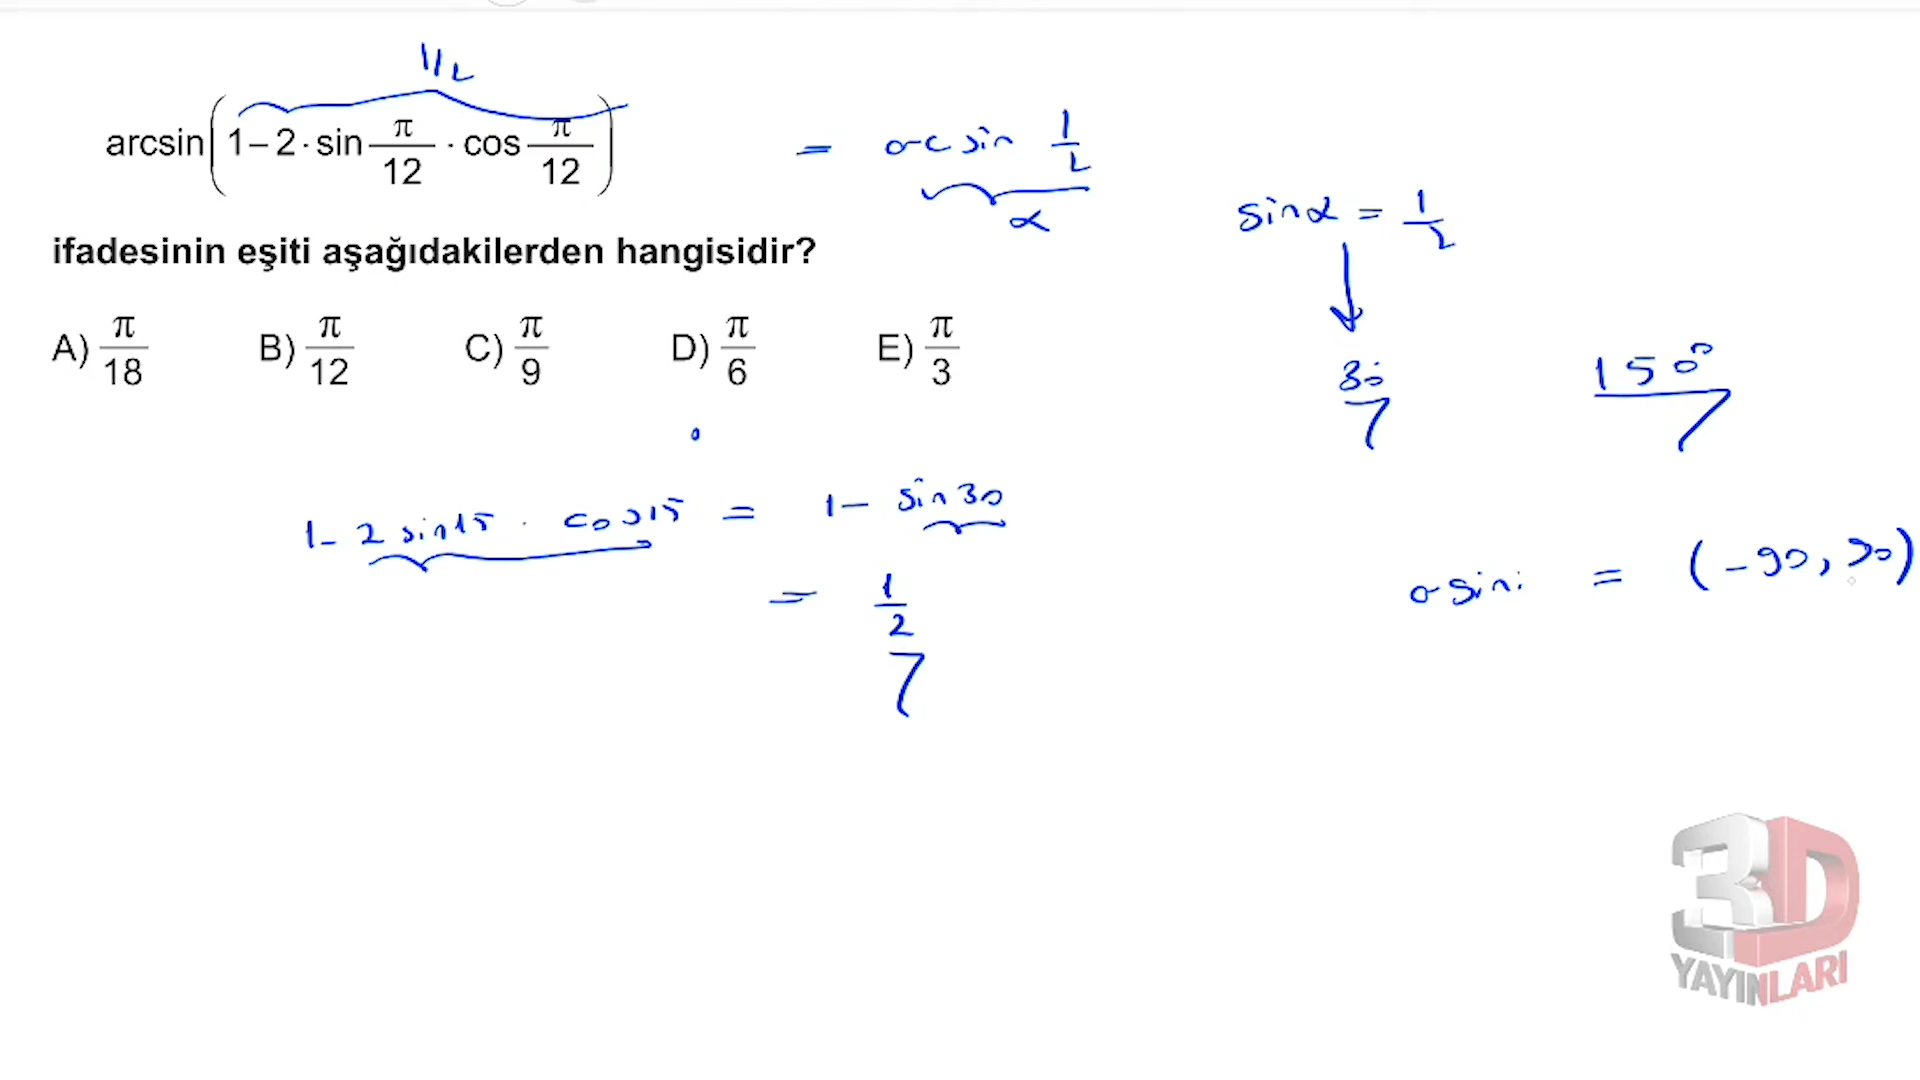 1/2
arcsin(1–2·sin π/12 · cos π/12) = arcsin 1/2
α
sinα = 1/2
ifadesinin eşiti aşağıdakilerden hangisidir?
A) π/18 B) π/12 C) π/9 D) π/6 E) π/3
30 150°
1 - 2 sin15 . cos15 = 1 - sin30
= 1/2
= (-90, 90)
3D
YAYINLARI